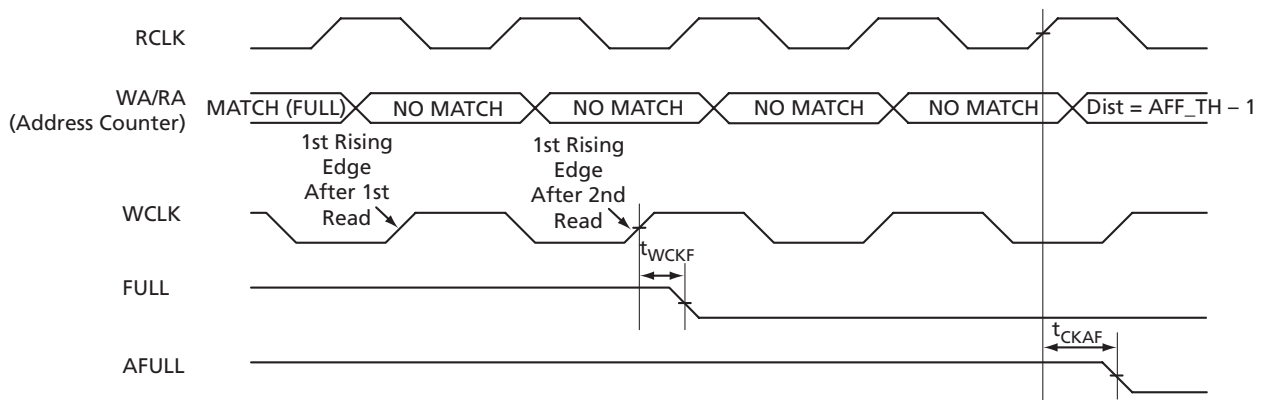 RCLK
WA/RA
(Address Counter)
MATCH (FULL)
NO MATCH
NO MATCH
NO MATCH
NO MATCH
Dist = AFF_TH – 1
1st Rising
Edge
After 1st
Read
1st Rising
Edge
After 2nd
Read
WCLK
tWCKF
FULL
tCKAF
AFULL